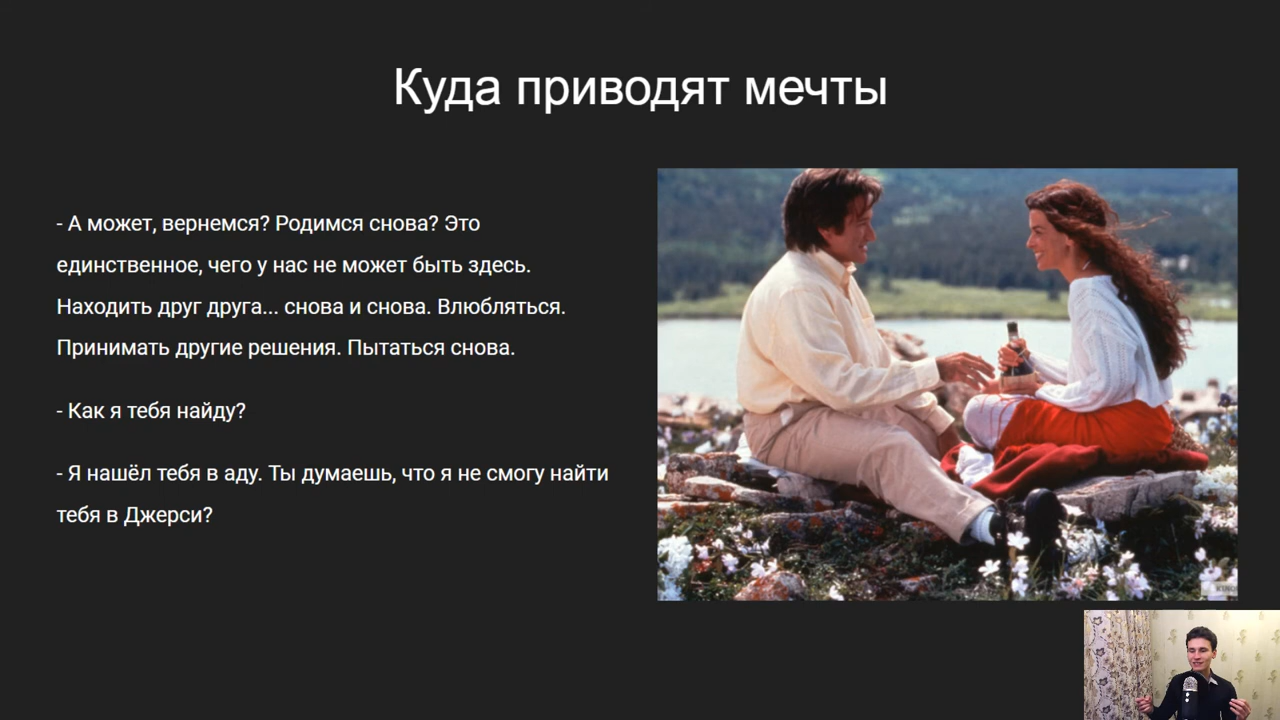 Куда приводят мечты
- А может, вернемся? Родимся снова? Это
единственное, чего у нас не может быть здесь.
Находить друг друга... снова и снова. Влюбляться.
Принимать другие решения. Пытаться снова.
- Как я тебя найду?
- Я нашёл тебя в аду. Ты думаешь, что я не смогу найти
тебя в Джерси?